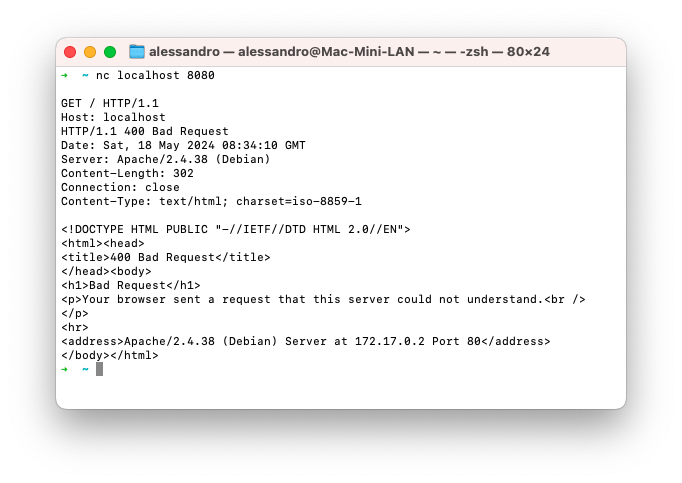 alessandro — alessandro@Mac-Mini-LAN — ~ — -zsh — 80×24
➜  ~ nc localhost 8080

GET / HTTP/1.1
Host: localhost
HTTP/1.1 400 Bad Request
Date: Sat, 18 May 2024 08:34:10 GMT
Server: Apache/2.4.38 (Debian)
Content-Length: 302
Connection: close
Content-Type: text/html; charset=iso-8859-1

<!DOCTYPE HTML PUBLIC "-//IETF//DTD HTML 2.0//EN">
<html><head>
<title>400 Bad Request</title>
</head><body>
<h1>Bad Request</h1>
<p>Your browser sent a request that this server could not understand.<br />
</p>
<hr>
<address>Apache/2.4.38 (Debian) Server at 172.17.0.2 Port 80</address>
</body></html>
➜  ~